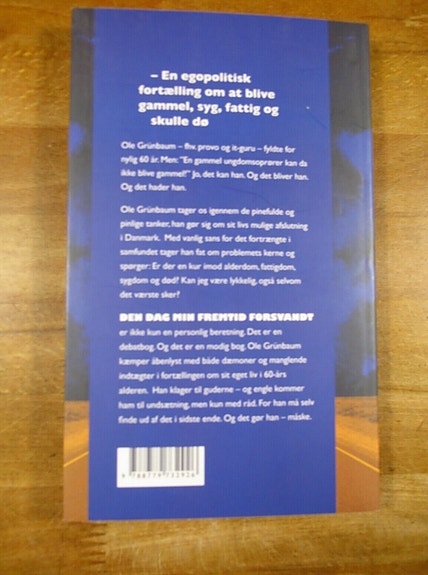 – En egopolitisk
fortælling om at blive
gammel, syg, fattig og
skulle dø
Ole Grünbaum – fhv. provo og it-guru – fyldte for
nylig 60 år. Men: "En gammel ungdomsoprører kan da
ikke blive gammel?" Jo, det kan han. Og det bliver han.
Og det hader han.
Ole Grünbaum tager os igennem de pinefulde og
pinlige tanker, han gør sig om sit livs mulige afslutning
i Danmark. Med vanlig sans for det fortrængte i
samfundet tager han fat om problemets kerne og
spørger: Er der en kur imod alderdom, fattigdom,
sygdom og død? Kan jeg være lykkelig, også selvom
det værste sker?
DEN DAG MIN FREMTID FORSVANDT
er ikke kun en personlig beretning. Det er en
debatbog. Og det er en modig bog. Ole Grünbaum
kæmper åbenlyst med både dæmoner og manglende
indtægter i fortællingen om sit eget liv i 60-års
alderen. Han klager til guderne – og engle kommer
ham til undsætning, men kun med råd. For han må selv
finde ud af det i sidste ende. Og det gør han – måske.